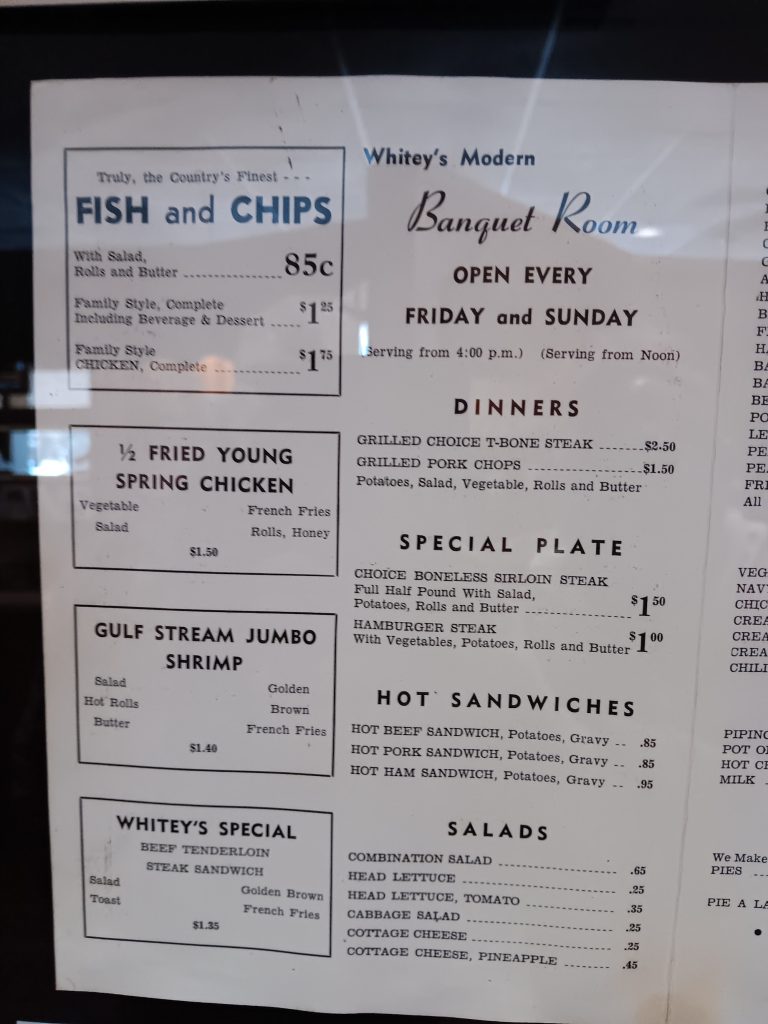 Truly, the Country's Finest - - -
FISH and CHIPS
With Salad,
Rolls and Butter ................ 85c
Family Style, Complete
Including Beverage & Dessert ..... $1 25
Family Style
CHICKEN, Complete .............. $1 75
½ FRIED YOUNG
SPRING CHICKEN
Vegetable French Fries
Salad Rolls, Honey
$1.50
GULF STREAM JUMBO
SHRIMP
Salad Golden
Hot Rolls Brown
Butter French Fries
$1.40
WHITEY'S SPECIAL
BEEF TENDERLOIN
STEAK SANDWICH
Salad Golden Brown
Toast French Fries
$1.35
Whitey's Modern
Banquet Room
OPEN EVERY
FRIDAY and SUNDAY
(Serving from 4:00 p.m.) (Serving from Noon)
DINNERS
GRILLED CHOICE T-BONE STEAK .......$2.50
GRILLED PORK CHOPS ..................$1.50
Potatoes, Salad, Vegetable, Rolls and Butter
SPECIAL PLATE
CHOICE BONELESS SIRLOIN STEAK
Full Half Pound With Salad,
Potatoes, Rolls and Butter ................ $1 50
HAMBURGER STEAK
With Vegetables, Potatoes, Rolls and Butter $1 00
HOT SANDWICHES
HOT BEEF SANDWICH, Potatoes, Gravy .. .85
HOT PORK SANDWICH, Potatoes, Gravy .. .85
HOT HAM SANDWICH, Potatoes, Gravy .. .95
SALADS
COMBINATION SALAD .................. .65
HEAD LETTUCE ........................ .25
HEAD LETTUCE, TOMATO .............. .35
CABBAGE SALAD ...................... .25
COTTAGE CHEESE ..................... .25
COTTAGE CHEESE, PINEAPPLE ........ .45
All
PIPING
HOT
MILK
We Make
PIES ...
PIE A